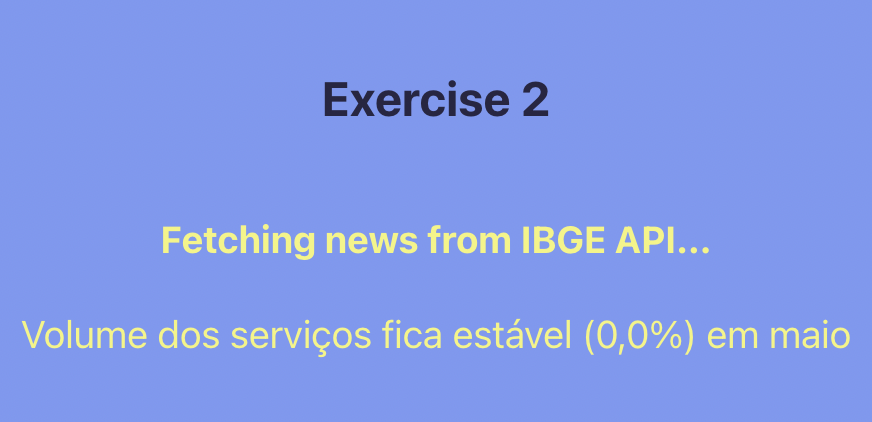 Exercise 2
Fetching news from IBGE API...
Volume dos serviços fica estável (0,0%) em maio